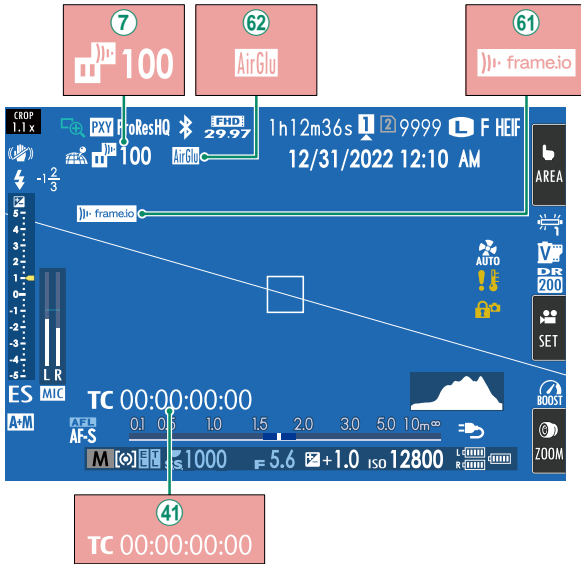 7 62 61
100 AirGlu frame.io
CROP 1.1x PXY ProResHQ FHD 29.97 1h12m36s 1 2 9999 L F HEIF
100 AirGlu 12/31/2022 12:10 AM
-1 2/3
AREA
frame.io
1
AUTO
V
DR 200
5
4
3
2
1
0
-1
-2
-3
-4
-5
SET
L R
ES MIC
TC 00:00:00:00
BOOST
A+M
AFL 0.1 0.5 1.0 1.5 2.0 3.0 5.0 10m ∞
AF-S
M SS 1000 F 5.6 +1.0 ISO 12800 L R
ZOOM
41
TC 00:00:00:00